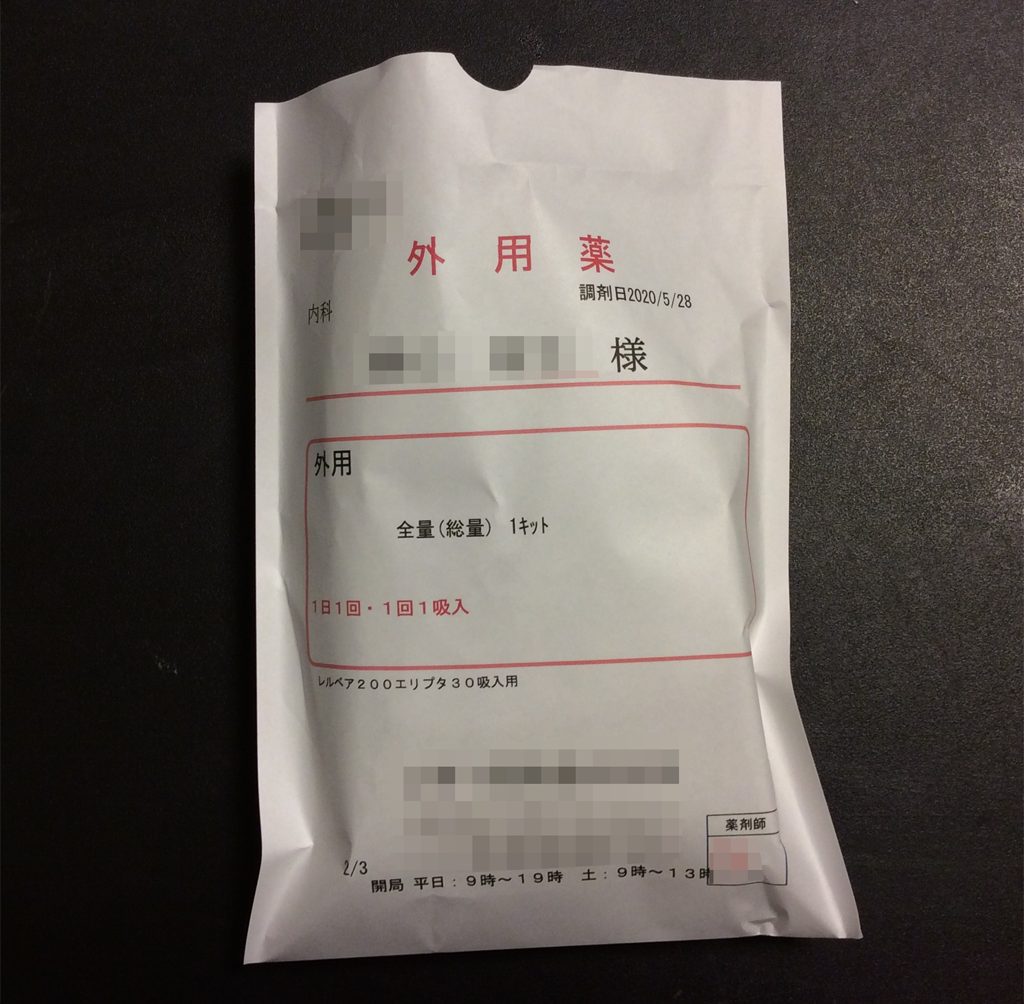 外用薬
調剤日2020/5/28
内科
様
外用
全量(総量) 1ｷｯﾄ
1日1回・1回1吸入
レルベア200エリプタ30吸入用
薬剤師
2/3
開局 平日：9時～19時 土：9時～13時